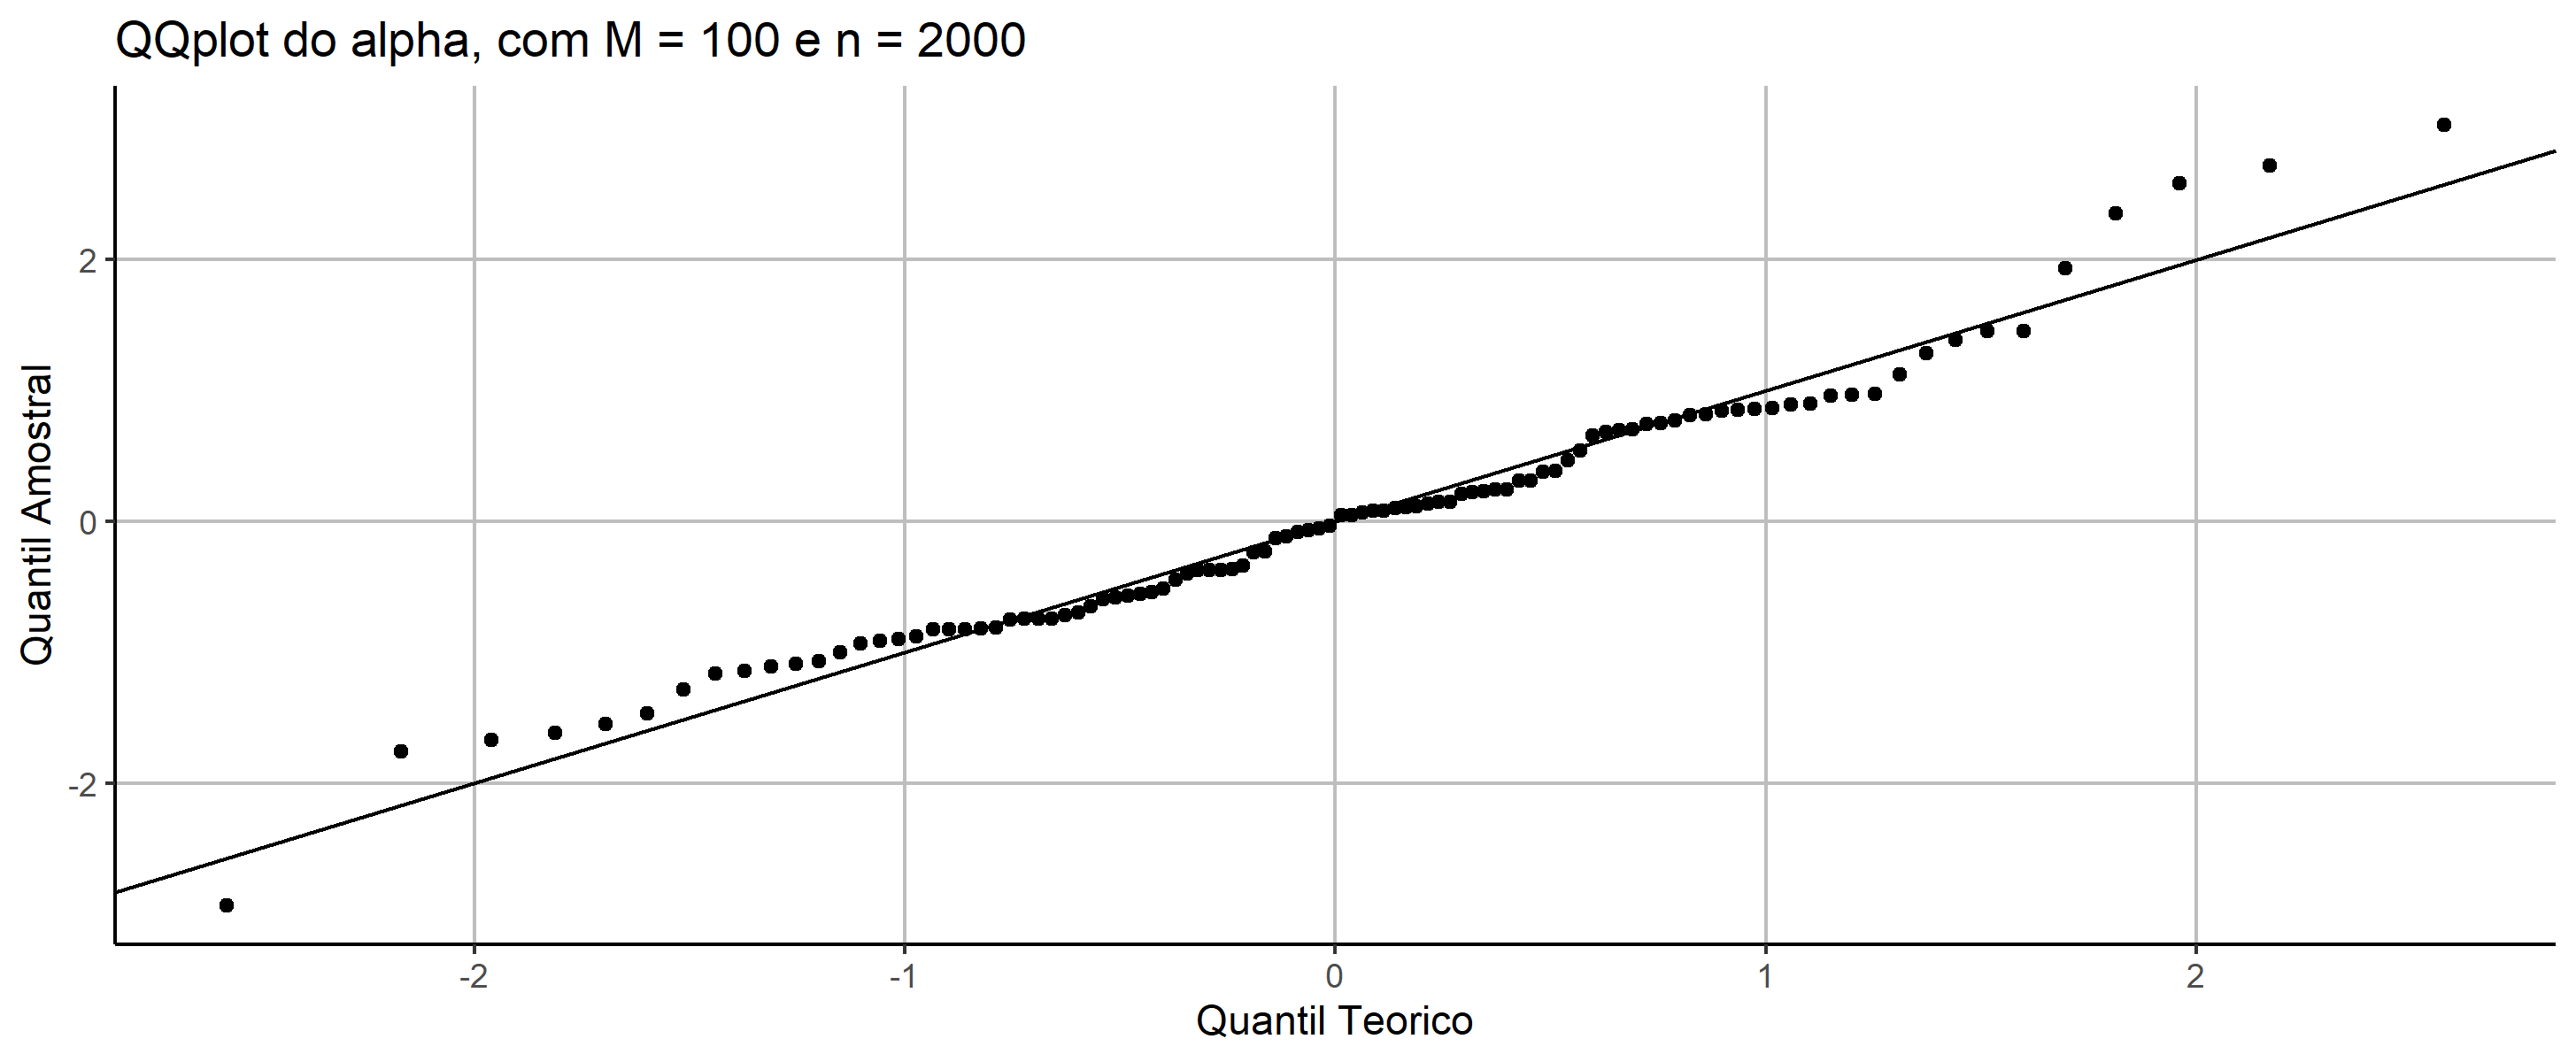 QQplot do alpha, com M = 100 e n = 2000
Quantil Amostral
2
0
-2
-2
-1
0
1
2
Quantil Teorico